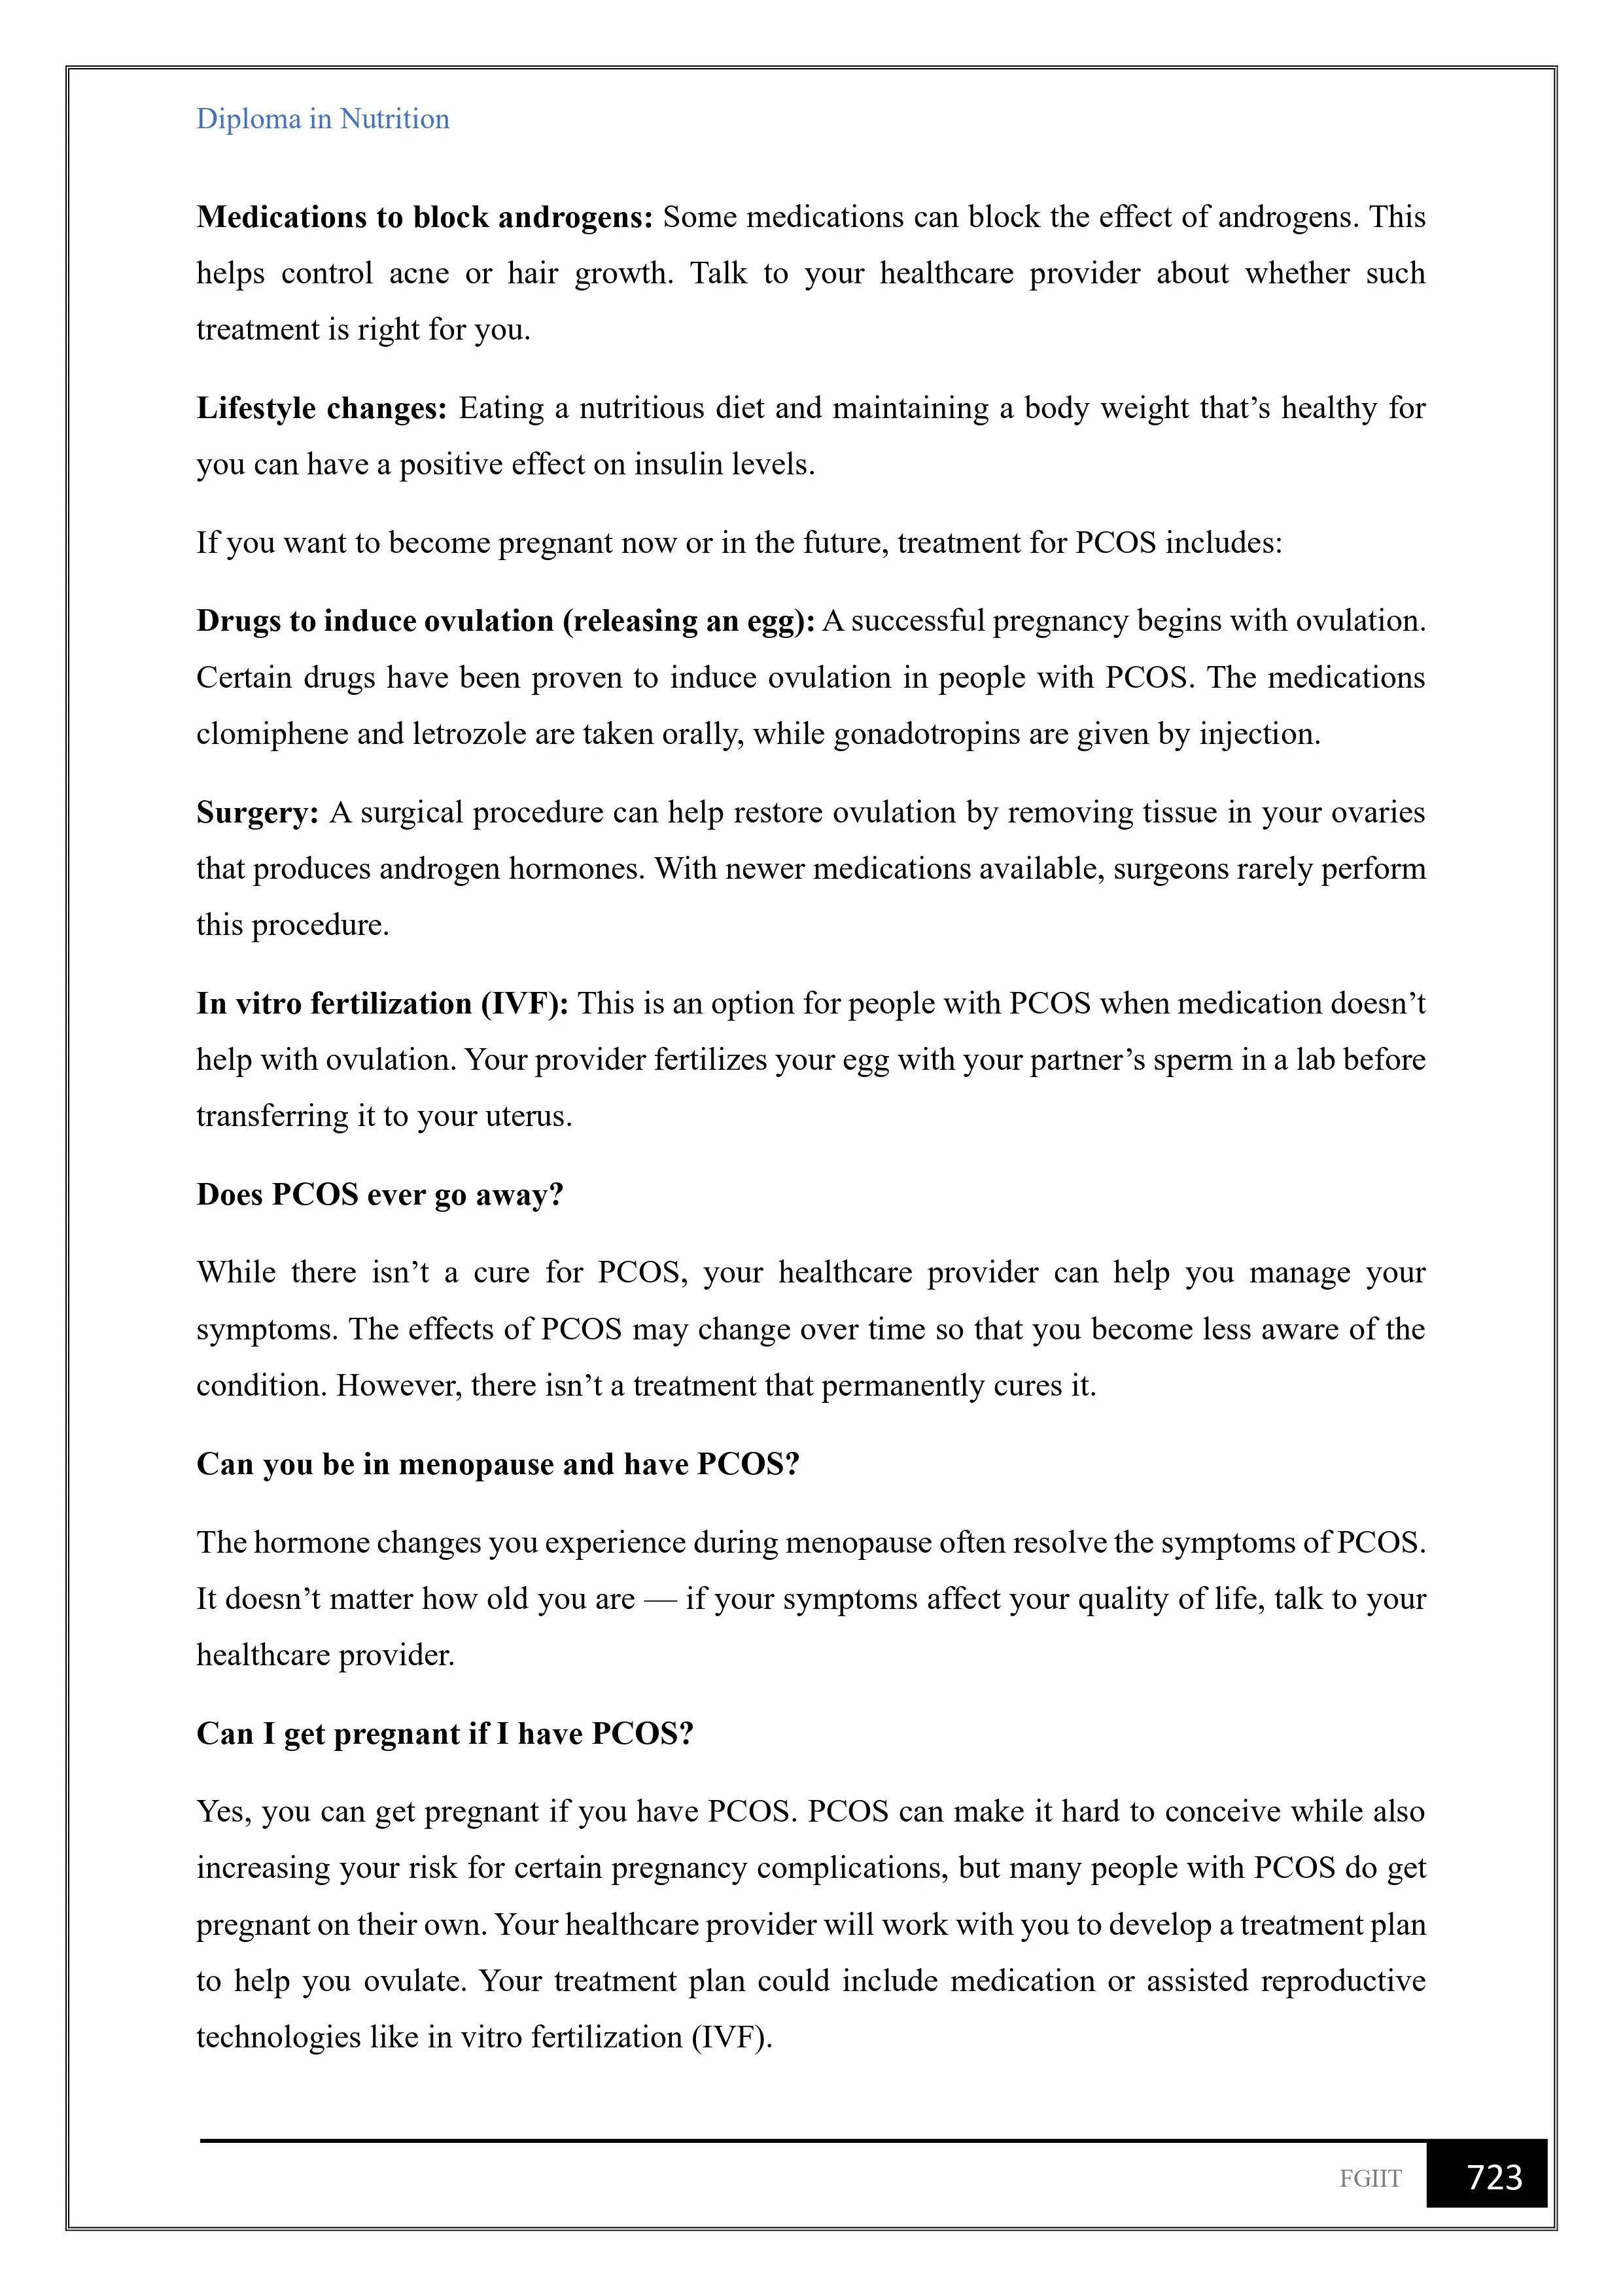 Diploma in Nutrition
Medications to block androgens: Some medications can block the effect of androgens. This
helps control acne or hair growth. Talk to your healthcare provider about whether such
treatment is right for you.
Lifestyle changes: Eating a nutritious diet and maintaining a body weight that’s healthy for
you can have a positive effect on insulin levels.
If you want to become pregnant now or in the future, treatment for PCOS includes:
Drugs to induce ovulation (releasing an egg): A successful pregnancy begins with ovulation.
Certain drugs have been proven to induce ovulation in people with PCOS. The medications
clomiphene and letrozole are taken orally, while gonadotropins are given by injection.
Surgery: A surgical procedure can help restore ovulation by removing tissue in your ovaries
that produces androgen hormones. With newer medications available, surgeons rarely perform
this procedure.
In vitro fertilization (IVF): This is an option for people with PCOS when medication doesn’t
help with ovulation. Your provider fertilizes your egg with your partner’s sperm in a lab before
transferring it to your uterus.
Does PCOS ever go away?
While there isn’t a cure for PCOS, your healthcare provider can help you manage your
symptoms. The effects of PCOS may change over time so that you become less aware of the
condition. However, there isn’t a treatment that permanently cures it.
Can you be in menopause and have PCOS?
The hormone changes you experience during menopause often resolve the symptoms of PCOS.
It doesn’t matter how old you are — if your symptoms affect your quality of life, talk to your
healthcare provider.
Can I get pregnant if I have PCOS?
Yes, you can get pregnant if you have PCOS. PCOS can make it hard to conceive while also
increasing your risk for certain pregnancy complications, but many people with PCOS do get
pregnant on their own. Your healthcare provider will work with you to develop a treatment plan
to help you ovulate. Your treatment plan could include medication or assisted reproductive
technologies like in vitro fertilization (IVF).
FGIIT 723